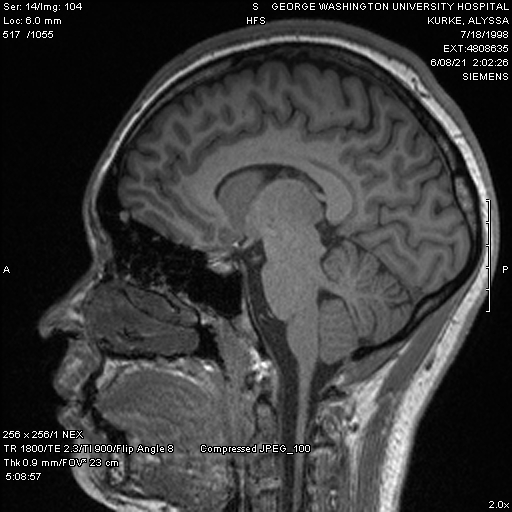 Ser: 14/Img: 104
Loc: 6.0 mm
517 /1055
S GEORGE WASHINGTON UNIVERSITY HOSPITAL
HFS KURKE, ALYSSA
7/18/1998
EXT:4808635
6/08/21 2:02:26
SIEMENS
A
P
256 x 256/1 NEX
TR 1800/TE 2.3/TI 900/Flip Angle 8 Compressed JPEG_100
Thk 0.9 mm/FOV* 23 cm
5:08:57
2.0x